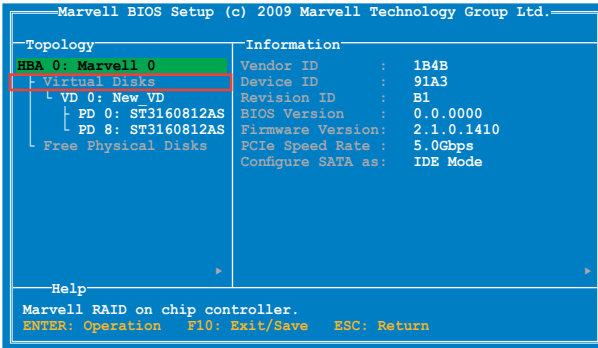 Marvell BIOS Setup (c) 2009 Marvell Technology Group Ltd.
Topology
HBA 0: Marvell 0
Virtual Disks
VD 0: New_VD
PD 0: ST3160812AS
PD 8: ST3160812AS
Free Physical Disks
Information
Vendor ID : 1B4B
Device ID : 91A3
Revision ID : B1
BIOS Version : 0.0.0000
Firmware Version: 2.1.0.1410
PCIe Speed Rate : 5.0Gbps
Configure SATA as: IDE Mode
Help
Marvell RAID on chip controller.
ENTER: Operation F10: Exit/Save ESC: Return